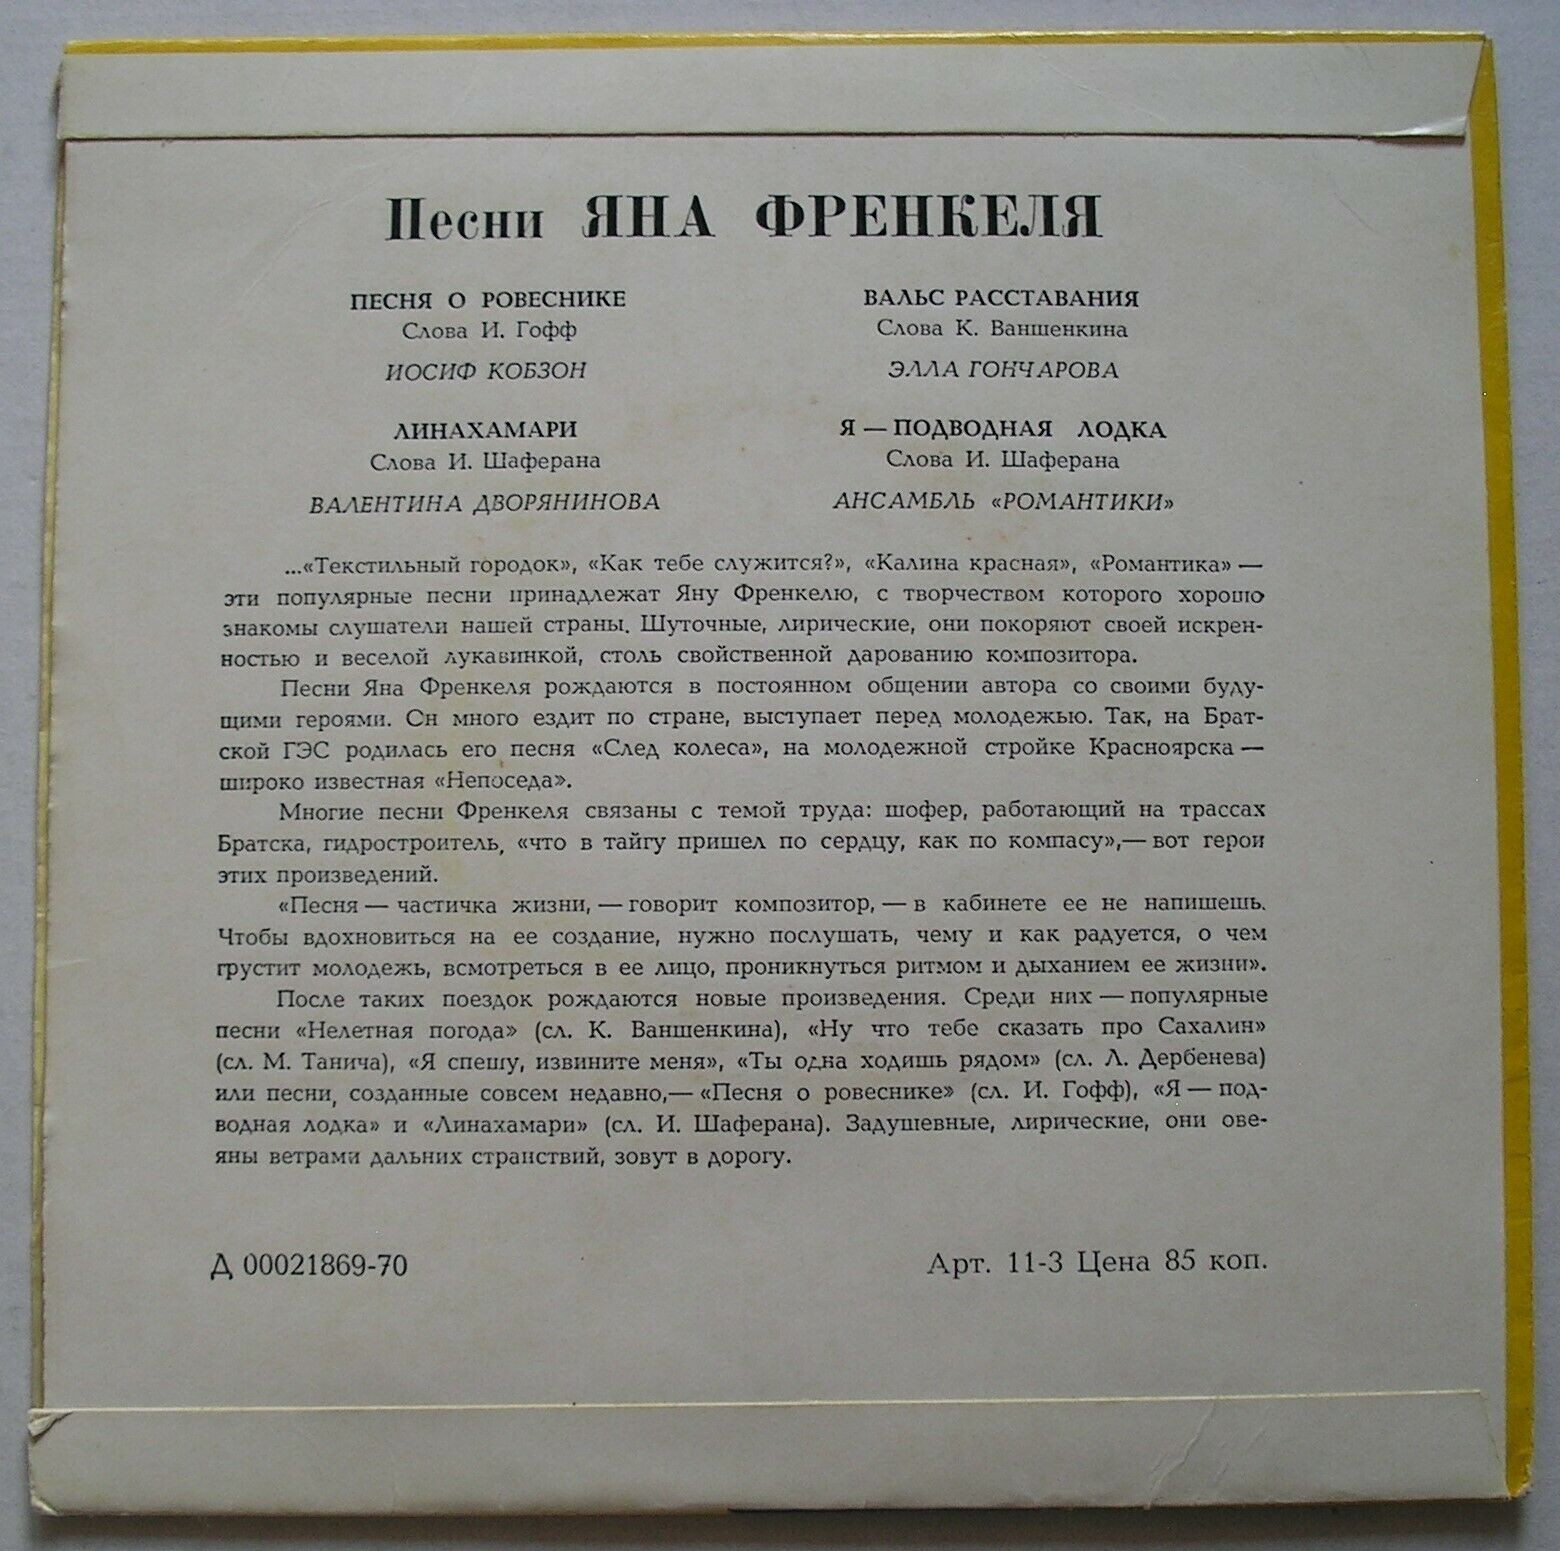 Песни ЯНА ФРЕНКЕЛЯ
ПЕСНЯ О РОВЕСНИКЕ
Слова И. Гофф
ИОСИФ КОБЗОН
ЛИНАХАМАРИ
Слова И. Шаферана
ВАЛЕНТИНА ДВОРЯНИНОВА
ВАЛЬС РАССТАВАНИЯ
Слова К. Ваншенкина
ЭЛЛА ГОНЧАРОВА
Я — ПОДВОДНАЯ ЛОДКА
Слова И. Шаферана
АНСАМБЛЬ «РОМАНТИКИ»
...«Текстильный городок», «Как тебе служится?», «Калина красная», «Романтика» —
эти популярные песни принадлежат Яну Френкелю, с творчеством которого хорошо
знакомы слушатели нашей страны. Шуточные, лирические, они покоряют своей искрен-
ностью и веселой лукавинкой, столь свойственной дарованию композитора.
Песни Яна Френкеля рождаются в постоянном общении автора со своими буду-
щими героями. Сн много ездит по стране, выступает перед молодежью. Так, на Брат-
ской ГЭС родилась его песня «След колеса», на молодежной стройке Красноярска —
широко известная «Непоседа».
Многие песни Френкеля связаны с темой труда: шофер, работающий на трассах
Братска, гидростроитель, «что в тайгу пришел по сердцу, как по компасу»,— вот герои
этих произведений.
«Песня — частичка жизни, — говорит композитор, — в кабинете ее не напишешь.
Чтобы вдохновиться на ее создание, нужно послушать, чему и как радуется, о чем
грустит молодежь, всмотреться в ее лицо, проникнуться ритмом и дыханием ее жизни».
После таких поездок рождаются новые произведения. Среди них — популярные
песни «Нелетная погода» (сл. К. Ваншенкина), «Ну что тебе сказать про Сахалин»
(сл. М. Танича), «Я спешу, извините меня», «Ты одна ходишь рядом» (сл. Л. Дербенева)
или песни, созданные совсем недавно,— «Песня о ровеснике» (сл. И. Гофф), «Я — под-
водная лодка» и «Линахамари» (сл. И. Шаферана). Задушевные, лирические, они ове-
яны ветрами дальних странствий, зовут в дорогу.
Д 00021869-70
Арт. 11-3 Цена 85 коп.